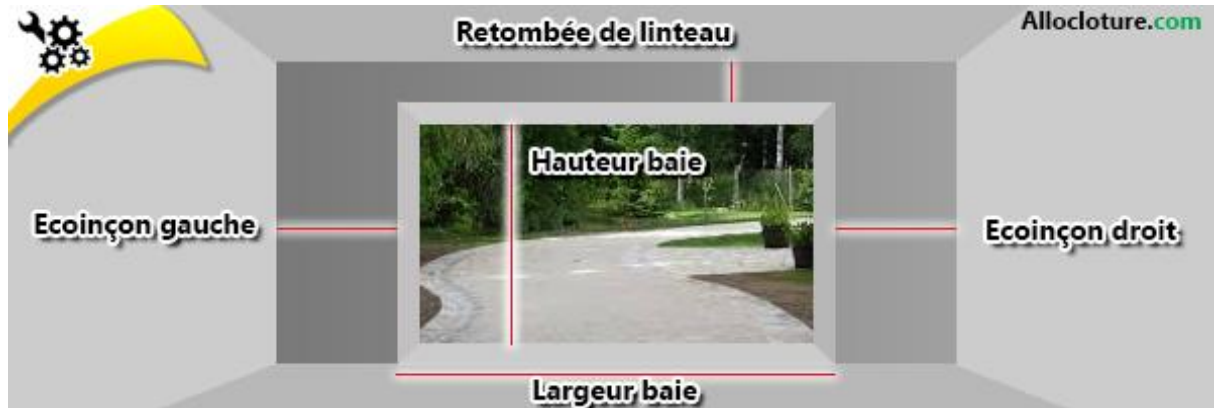 Retombée de linteau
Allocloture.com
Hauteur baie
Ecoinçon gauche
Ecoinçon droit
Largeur baie